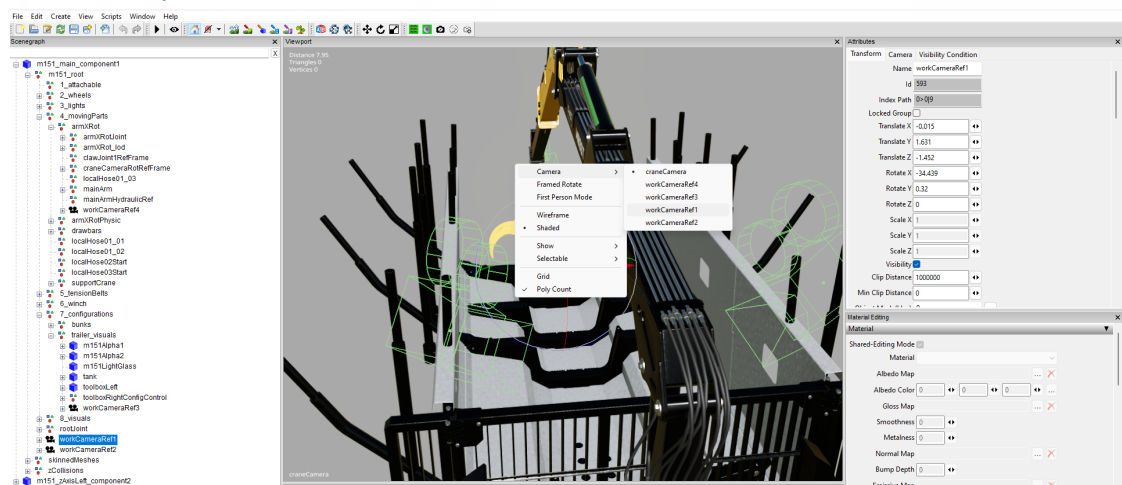 File Edit Create View Scripts Window Help
Scenegraph
m151_main_component1
m151_root
1_attachable
2_wheels
3_lights
4_movingParts
armXRot
armXRotJoint
armXRot_lod
clawJoint1RefFrame
craneCameraRotRefFrame
localHose01_03
mainArm
mainArmHydraulicRef
workCameraRef4
armXRotPhysic
drawbars
localHose01_01
localHose01_02
localHose02Start
localHose03Start
supportCrane
5_tensionBelts
6_winch
7_configurations
bunks
trailer_visuals
m151Alpha1
m151Alpha2
m151LightGlass
tank
toolboxLeft
toolboxRightConfigControl
workCameraRef3
8_visuals
rootJoint
workCameraRef1
workCameraRef2
skinnedMeshes
zCollisions
m151_zAxisLeft_component2
Viewport
Distance 7.95
Triangles 0
Vertices 0
Camera
Framed Rotate
First Person Mode
Wireframe
Shaded
Show
Selectable
Grid
Poly Count
craneCamera
workCameraRef4
workCameraRef3
workCameraRef1
workCameraRef2
craneCamera
Attributes
Transform Camera Visibility Condition
Name workCameraRef1
Id 593
Index Path 0>0|9
Locked Group
Translate X -0.015
Translate Y 1.631
Translate Z -1.452
Rotate X -34.439
Rotate Y 0.32
Rotate Z 0
Scale X 1
Scale Y 1
Scale Z 1
Visibility
Clip Distance 1000000
Min Clip Distance 0
Material Editing
Material
Shared-Editing Mode
Material
Albedo Map ...
Albedo Color 0 0 0 ...
Gloss Map ...
Smoothness 0
Metalness 0
Normal Map ...
Bump Depth 0